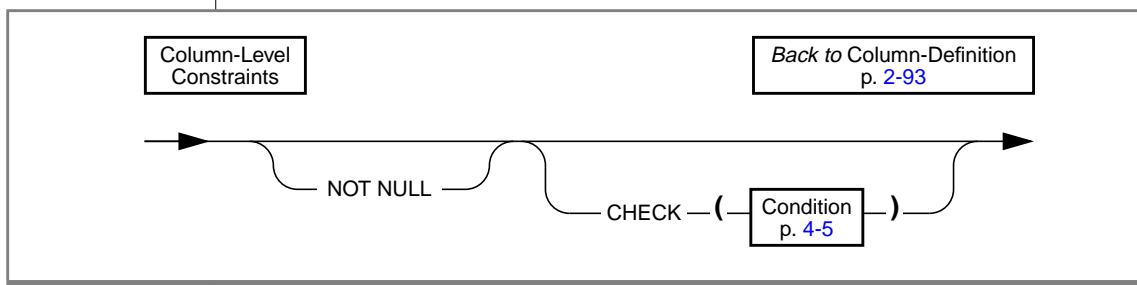 Column-Level
Constraints
Back to Column-Definition
p. 2-93
NOT NULL
CHECK ( Condition )
p. 4-5